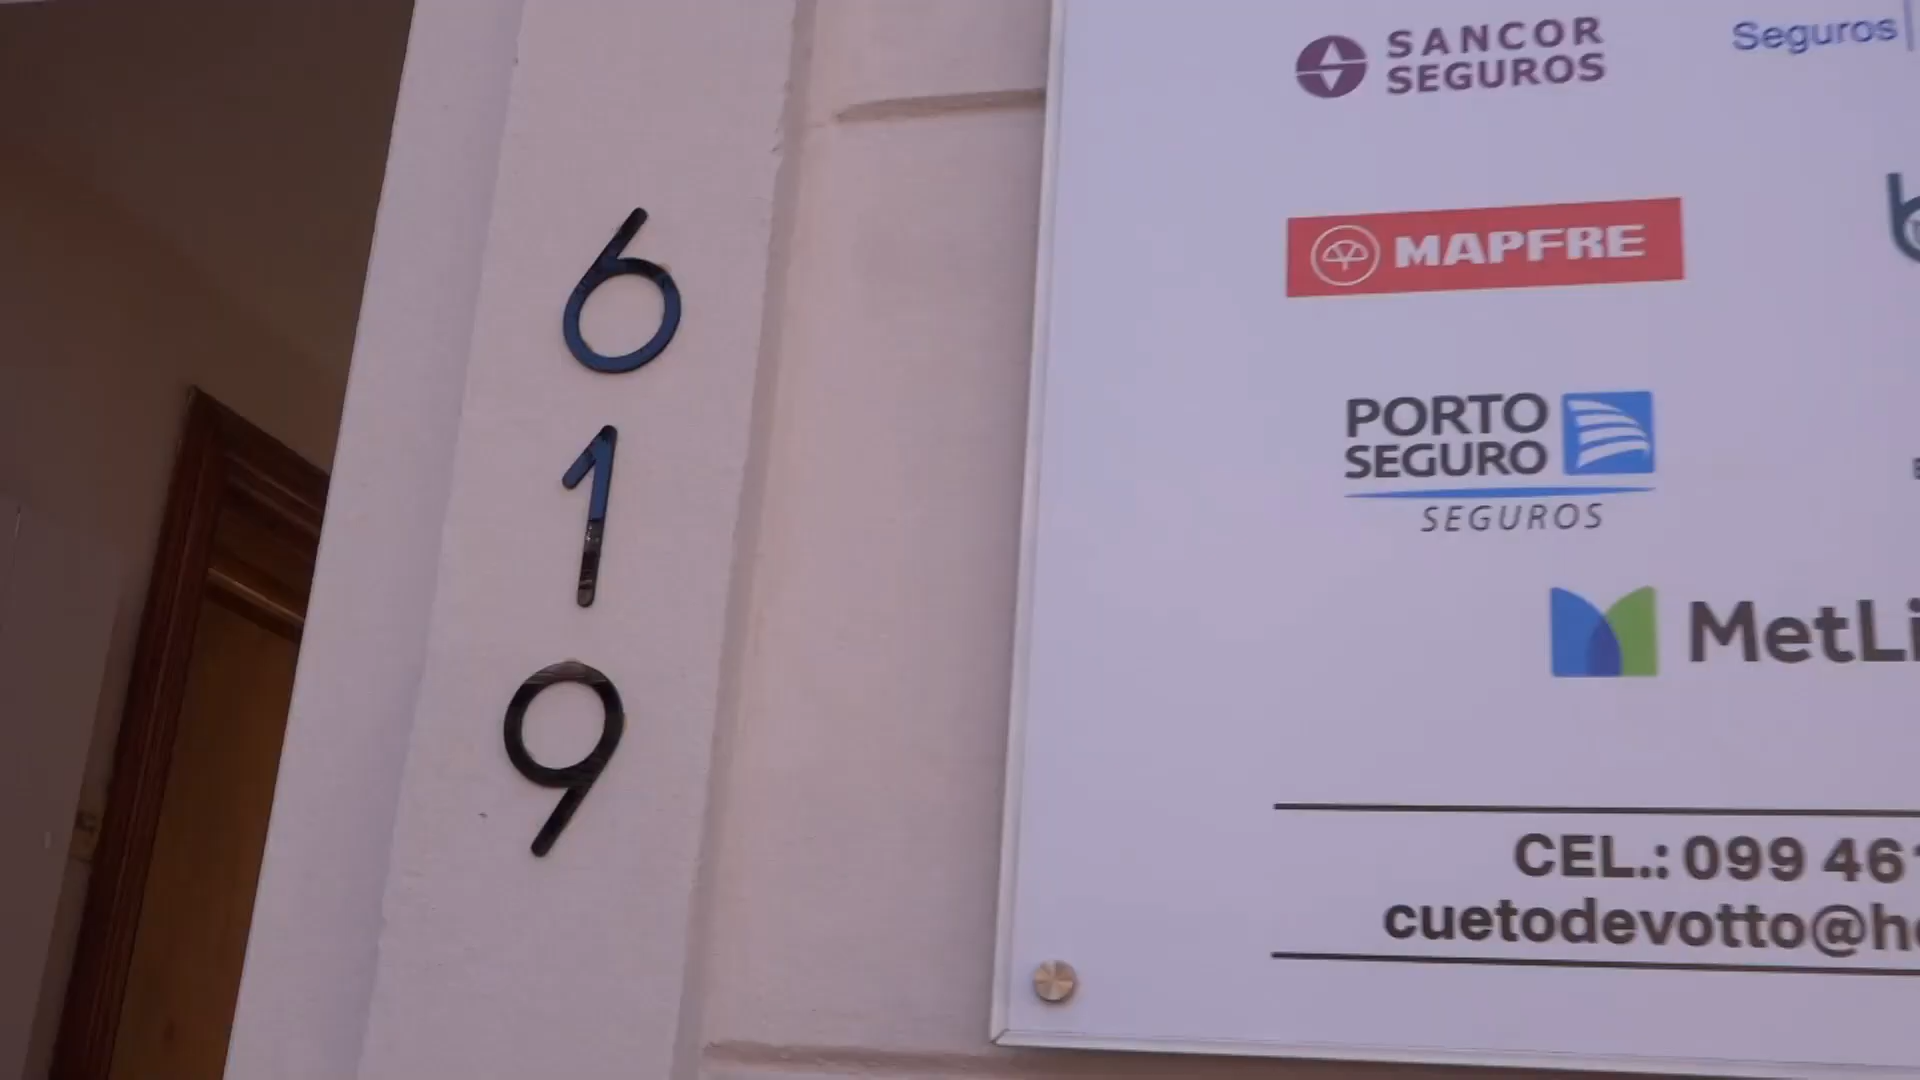 6
1
9
SANCOR
SEGUROS
Seguros
MAPFRE
PORTO
SEGURO
SEGUROS
MetLi
CEL.: 099 46
cuetodevotto@h